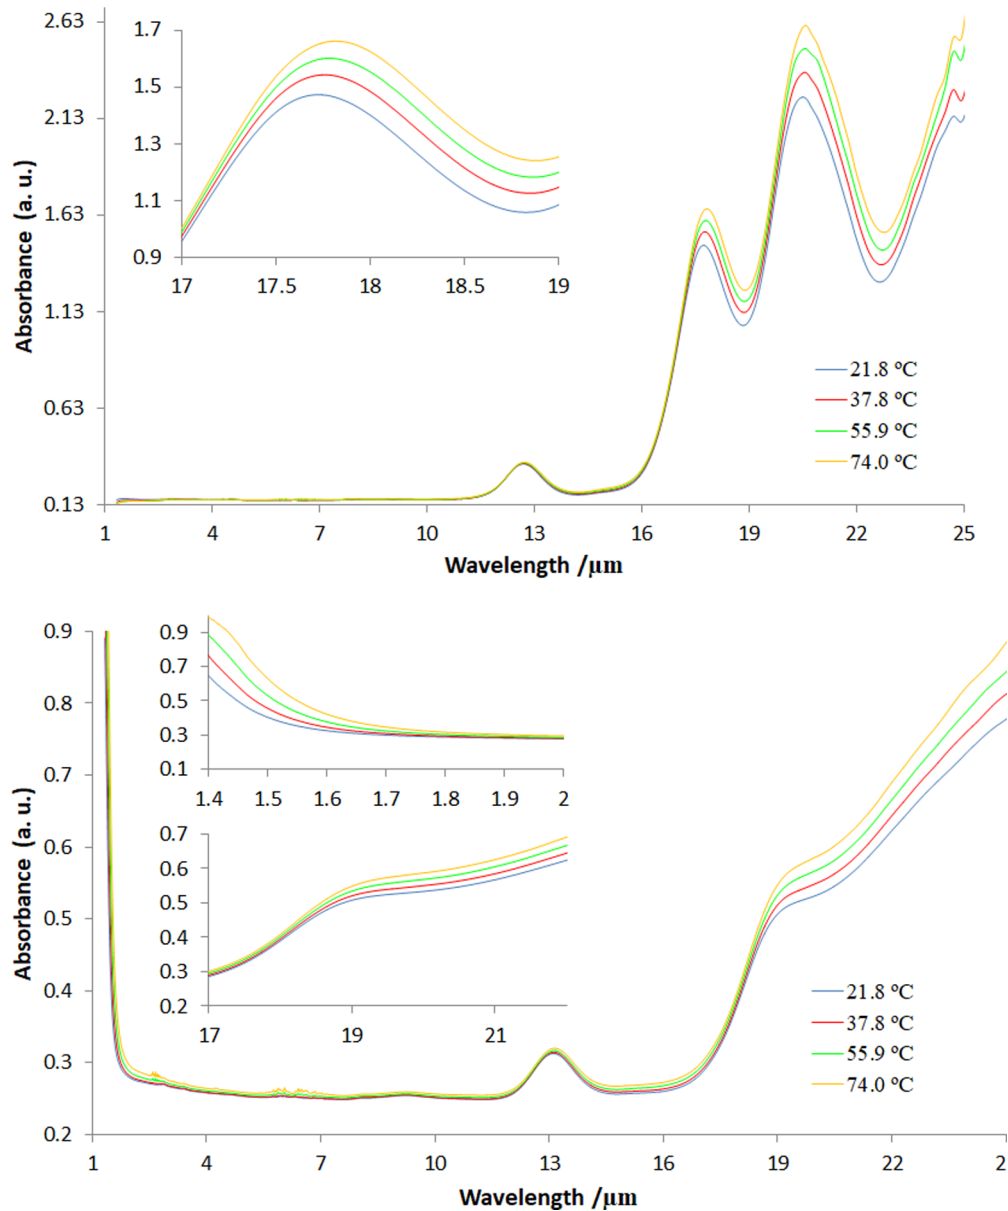 2.63
2.13
1.63
1.13
0.63
0.13
Absorbance (a. u.)
1.7
1.5
1.3
1.1
0.9
17 17.5 18 18.5 19
21.8 ºC
37.8 ºC
55.9 ºC
74.0 ºC
1 4 7 10 13 16 19 22 25
Wavelength /µm
0.9
0.8
0.7
0.6
0.5
0.4
0.3
0.2
Absorbance (a. u.)
0.9
0.7
0.5
0.3
0.1
1.4 1.5 1.6 1.7 1.8 1.9 2
0.7
0.6
0.5
0.4
0.3
0.2
17 19 21
21.8 ºC
37.8 ºC
55.9 ºC
74.0 ºC
1 4 7 10 13 16 19 22 2
Wavelength /µm